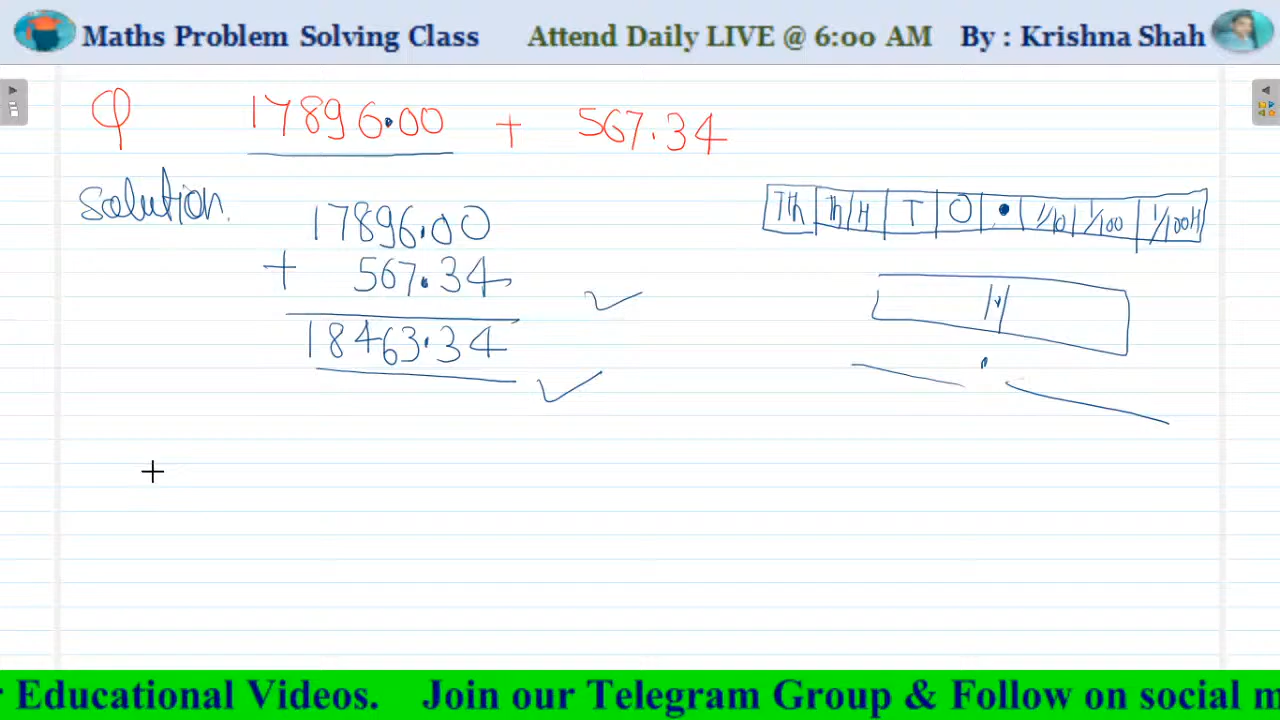 Maths Problem Solving Class Attend Daily LIVE @ 6:00 AM By : Krishna Shah
Q 17896.00 + 567.34
Solution.
17896.00
+ 567.34
18463.34
Th Th H T O • 1/10 1/100 1/100H
r Educational Videos. Join our Telegram Group & Follow on social m